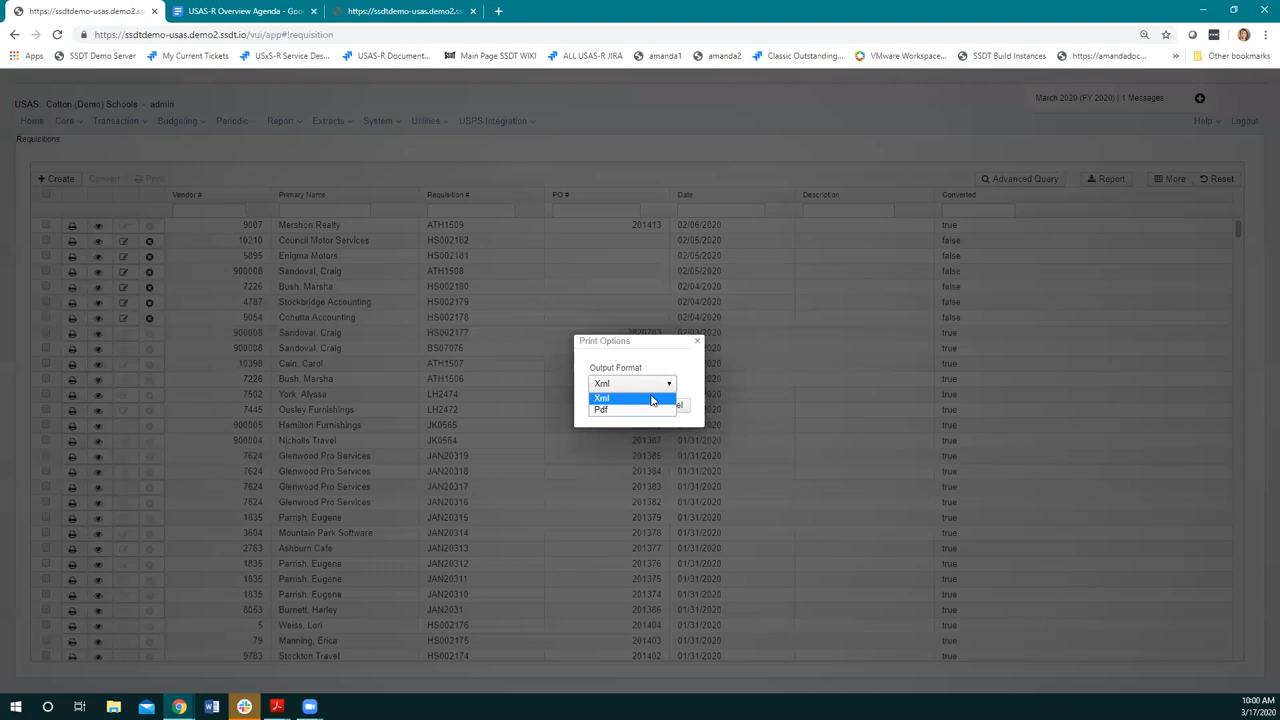 https://ssdtdemo-usas.demo2.ssdt.io
USAS-R Overview Agenda - Goo
https://ssdtdemo-usas.demo2.ssdt
https://ssdtdemo-usas.demo2.ssdt.io/vui/app#!requisition
Apps SSDT Demo Server My Current Tickets USxS-R Service Des... USAS-R Document... Main Page SSDT WIKI ALL USAS-R JIRA amanda1 amanda2 Classic Outstanding... VMware Workspace... SSDT Build Instances https://amandadoc... » Other bookmarks
USAS: Cotton (Demo) Schools - admin
March 2020 (FY 2020) | 1 Messages
Home Core Transaction Budgeting Periodic Report Extracts System Utilities USPS Integration Help Logout
Requisitions
+ Create Convert Print Advanced Query Report More Reset
Vendor # Primary Name Requisition # PO # Date Description Converted
9007 Mershon Realty ATH1509 201413 02/06/2020 true
10210 Council Motor Services HS002182 02/05/2020 false
5895 Enigma Motors HS002181 02/05/2020 false
900008 Sandoval, Craig ATH1508 02/05/2020 false
7226 Bush, Marsha HS002180 02/04/2020 false
4787 Stockbridge Accounting HS002179 02/04/2020 false
9054 Cohutta Accounting HS002178 02/04/2020 false
900008 Sandoval, Craig HS002177 3820783 02/03/2020 true
900008 Sandoval, Craig BS07076 true
10398 Cain, Carol ATH1507 true
7226 Bush, Marsha ATH1506 true
7502 York, Alyssa LH2474 true
7445 Ousley Furnishings LH2472 true
900004 Hamilton Furnishings JK0565 true
900004 Nicholls Travel JK0564 201387 01/31/2020 true
7624 Glenwood Pro Services JAN20319 201385 01/31/2020 true
7624 Glenwood Pro Services JAN20318 201384 01/31/2020 true
7624 Glenwood Pro Services JAN20317 201383 01/31/2020 true
7624 Glenwood Pro Services JAN20316 201382 01/31/2020 true
1835 Parrish, Eugene JAN20315 201379 01/31/2020 true
3604 Mountain Park Software JAN20314 201378 01/31/2020 true
2763 Ashburn Cafe JAN20313 201377 01/31/2020 true
1835 Parrish, Eugene JAN20312 201376 01/31/2020 true
1835 Parrish, Eugene JAN20311 201375 01/31/2020 true
1835 Parrish, Eugene JAN20310 201374 01/31/2020 true
8053 Burnett, Harley JAN2031 201386 01/31/2020 true
5 Weiss, Lori HS002176 201404 01/31/2020 true
79 Manning, Erica HS002175 201403 01/31/2020 true
9783 Stockton Travel HS002174 201402 01/31/2020 true
Print Options
Output Format
Xml
Xml
Pdf
el
10:00 AM
3/17/2020